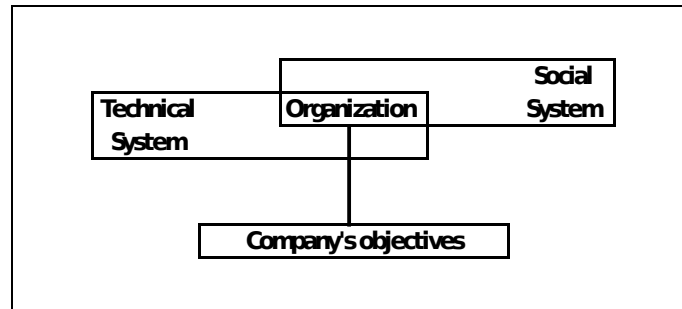 Social
Technical Organization System
System
Company's objectives